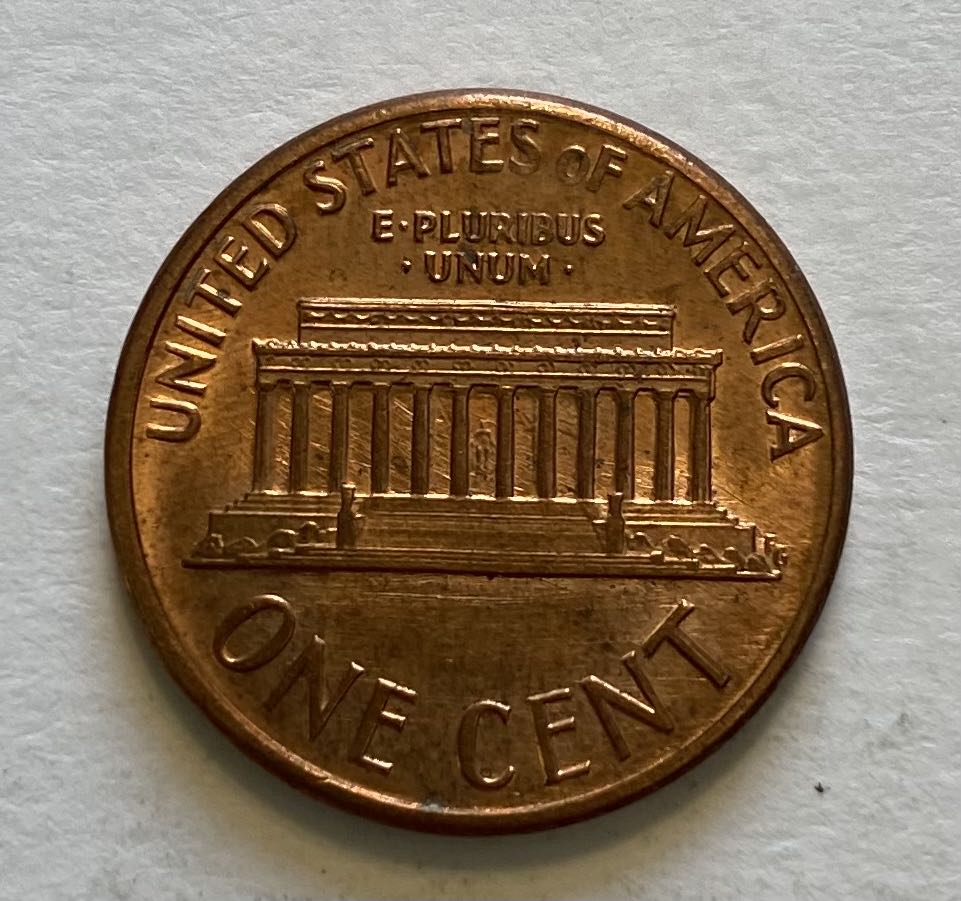 UNITED STATES oF AMERICA
E·PLURIBUS
·UNUM·
ONE CENT